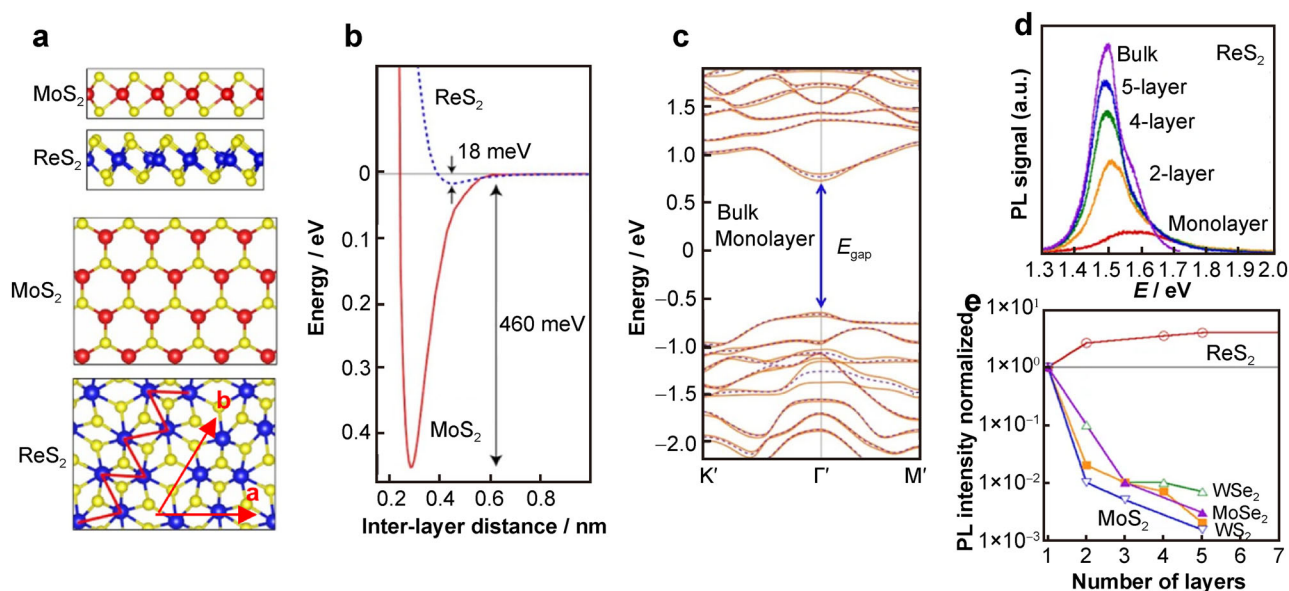 a
MoS2
ReS2
MoS2
ReS2
b
a
b
ReS2
18 meV
0
0.1
0.2
0.3
0.4
460 meV
MoS2
0.2 0.4 0.6 0.8
Energy / eV
Inter-layer distance / nm
c
1.5
1.0
0.5
0
−0.5
−1.0
−1.5
−2.0
Energy / eV
Bulk
Monolayer
Egap
K′ Γ′ M′
d
PL signal (a.u.)
Bulk
ReS2
5-layer
4-layer
2-layer
Monolayer
1.3 1.4 1.5 1.6 1.7 1.8 1.9 2.0
E / eV
e
PL intensity normalized
1×10^1
1×10^0
1×10^-1
1×10^-2
1×10^-3
ReS2
WSe2
MoSe2
MoS2
WS2
1 2 3 4 5 6 7
Number of layers